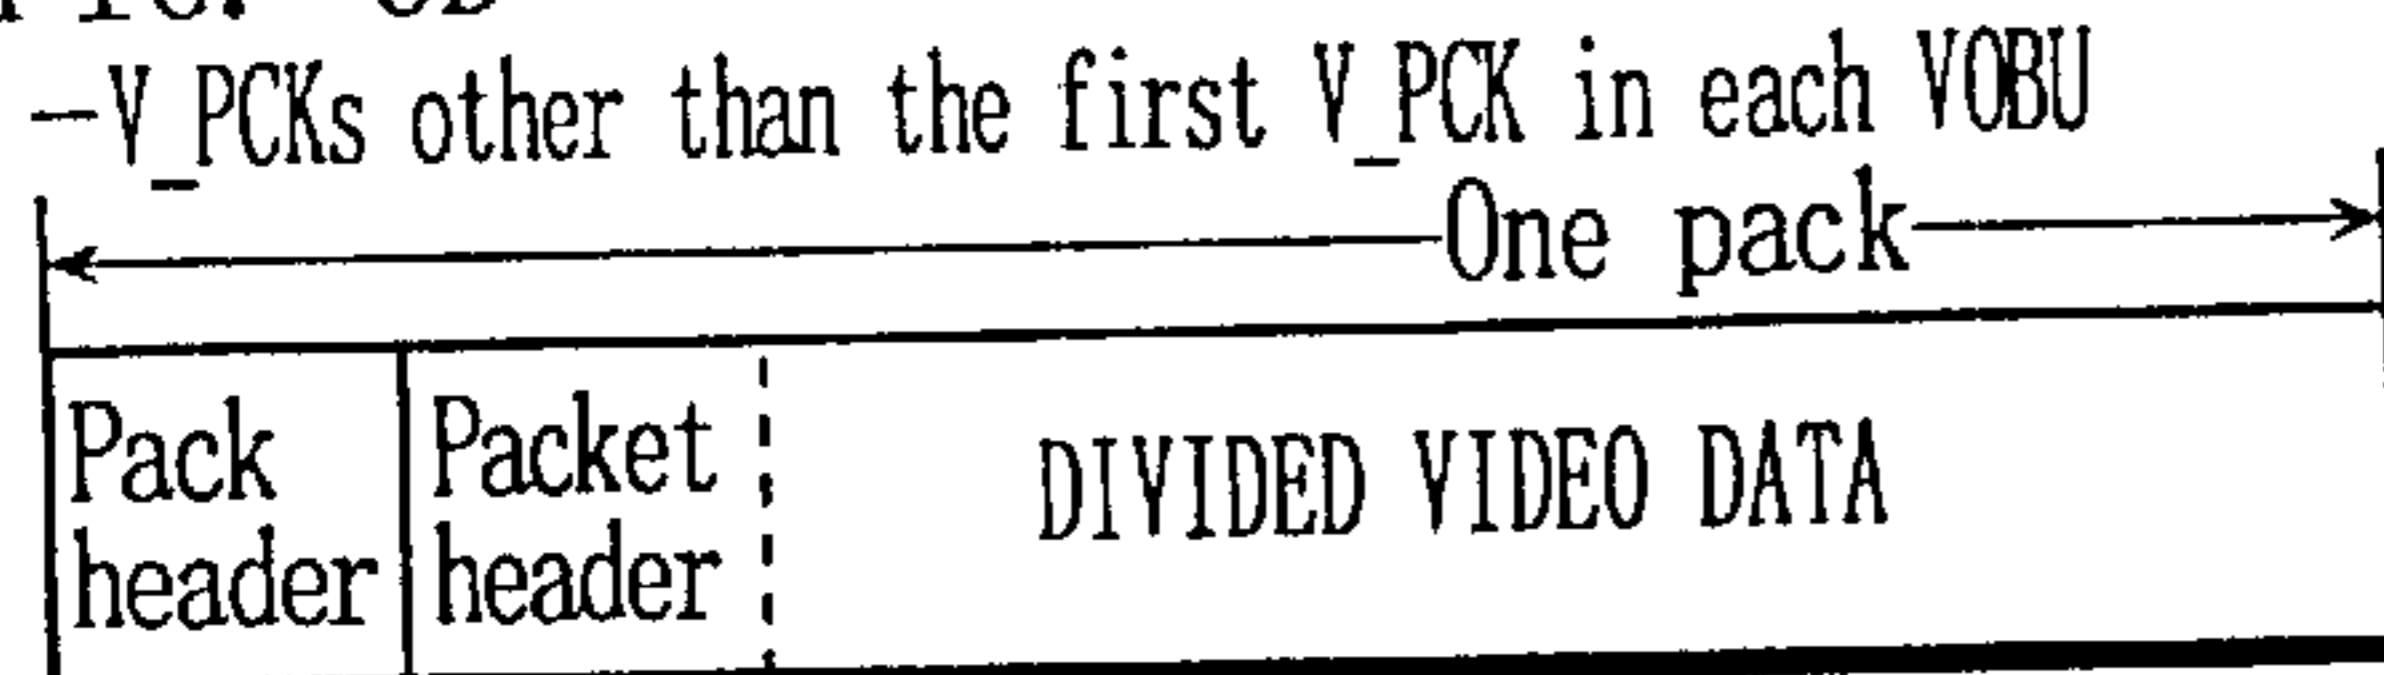 -V_PCKs other than the first V_PCK in each VOBU
One pack
Pack header
Packet header
DIVIDED VIDEO DATA